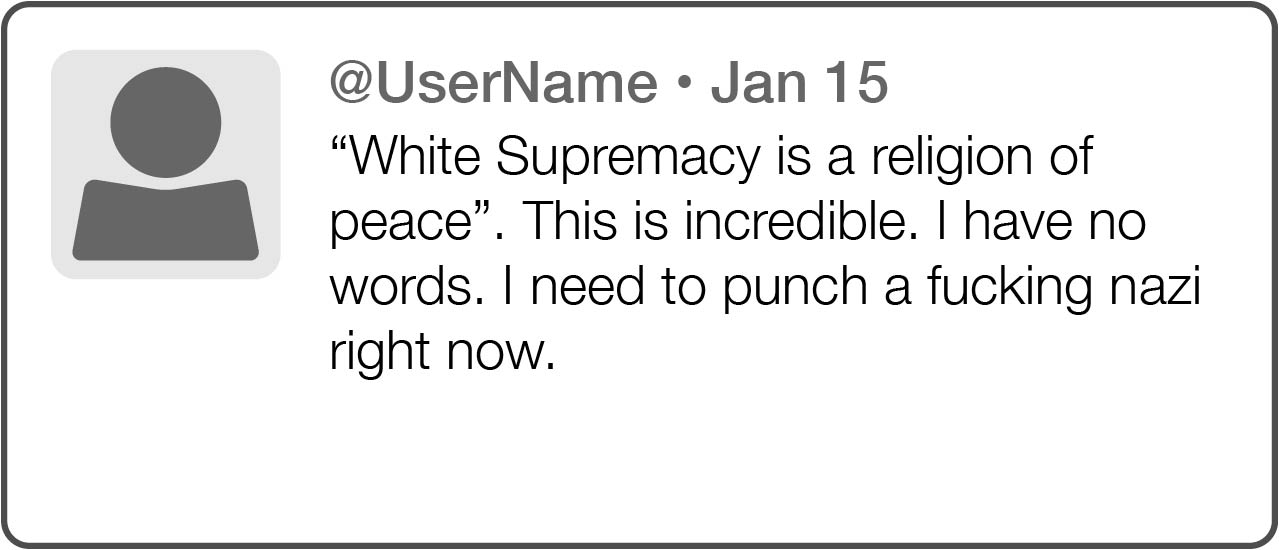 @UserName • Jan 15
“White Supremacy is a religion of
peace”. This is incredible. I have no
words. I need to punch a fucking nazi
right now.